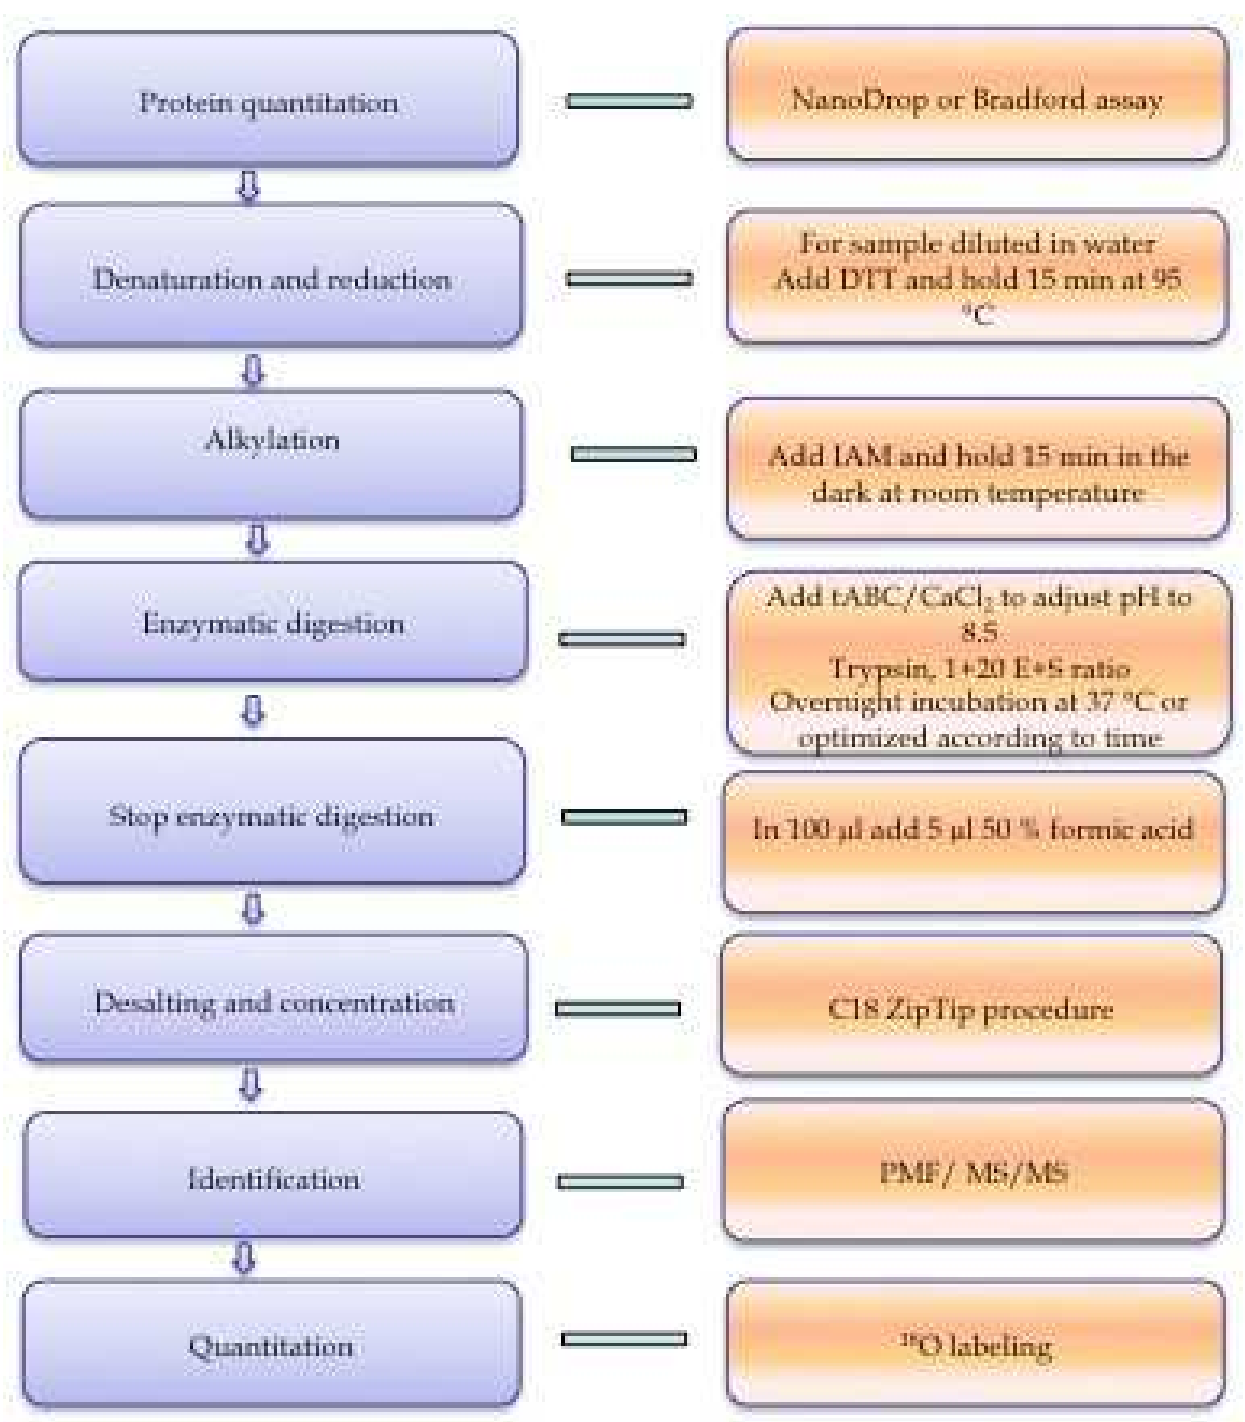 Protein quantitation
NanoDrop or Bradford assay
Denaturation and reduction
For sample diluted in water
Add DTT and hold 15 min at 95
°C
Alkylation
Add IAM and hold 15 min in the
dark at room temperature
Enzymatic digestion
Add tABC/CaCl₂ to adjust pH to
8.5
Trypsin, 1+20 E+S ratio
Overnight incubation at 37 °C or
optimized according to time
Stop enzymatic digestion
In 100 µl add 5 µl 50 % formic acid
Desalting and concentration
C18 ZipTip procedure
Identification
PMF/ MS/MS
Quantitation
¹⁸O labeling